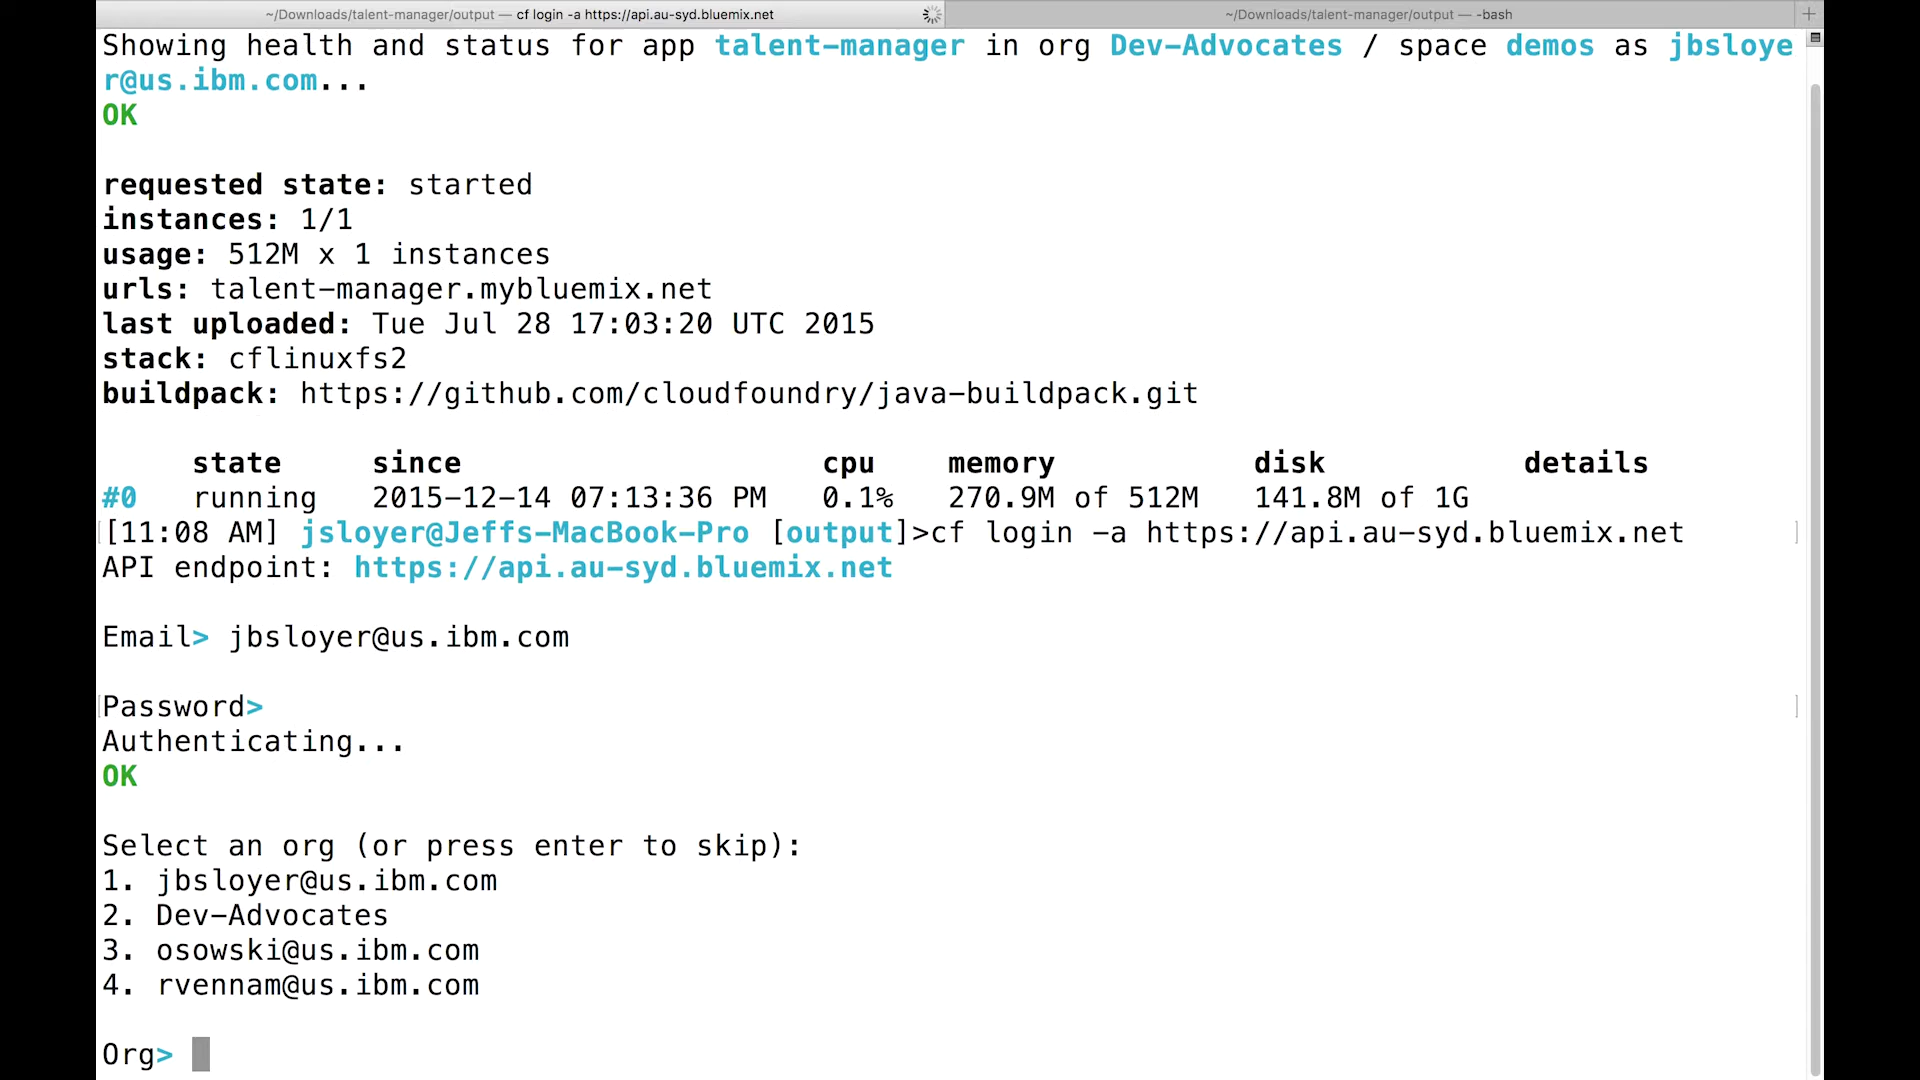 ~/Downloads/talent-manager/output — cf login -a https://api.au-syd.bluemix.net
~/Downloads/talent-manager/output — -bash
Showing health and status for app talent-manager in org Dev-Advocates / space demos as jbsloye
r@us.ibm.com...
OK
requested state: started
instances: 1/1
usage: 512M x 1 instances
urls: talent-manager.mybluemix.net
last uploaded: Tue Jul 28 17:03:20 UTC 2015
stack: cflinuxfs2
buildpack: https://github.com/cloudfoundry/java-buildpack.git
state since cpu memory disk details
#0 running 2015-12-14 07:13:36 PM 0.1% 270.9M of 512M 141.8M of 1G
[11:08 AM] jsloyer@Jeffs-MacBook-Pro [output]>cf login -a https://api.au-syd.bluemix.net
API endpoint: https://api.au-syd.bluemix.net
Email> jbsloyer@us.ibm.com
Password>
Authenticating...
OK
Select an org (or press enter to skip):
1. jbsloyer@us.ibm.com
2. Dev-Advocates
3. osowski@us.ibm.com
4. rvennam@us.ibm.com
Org>